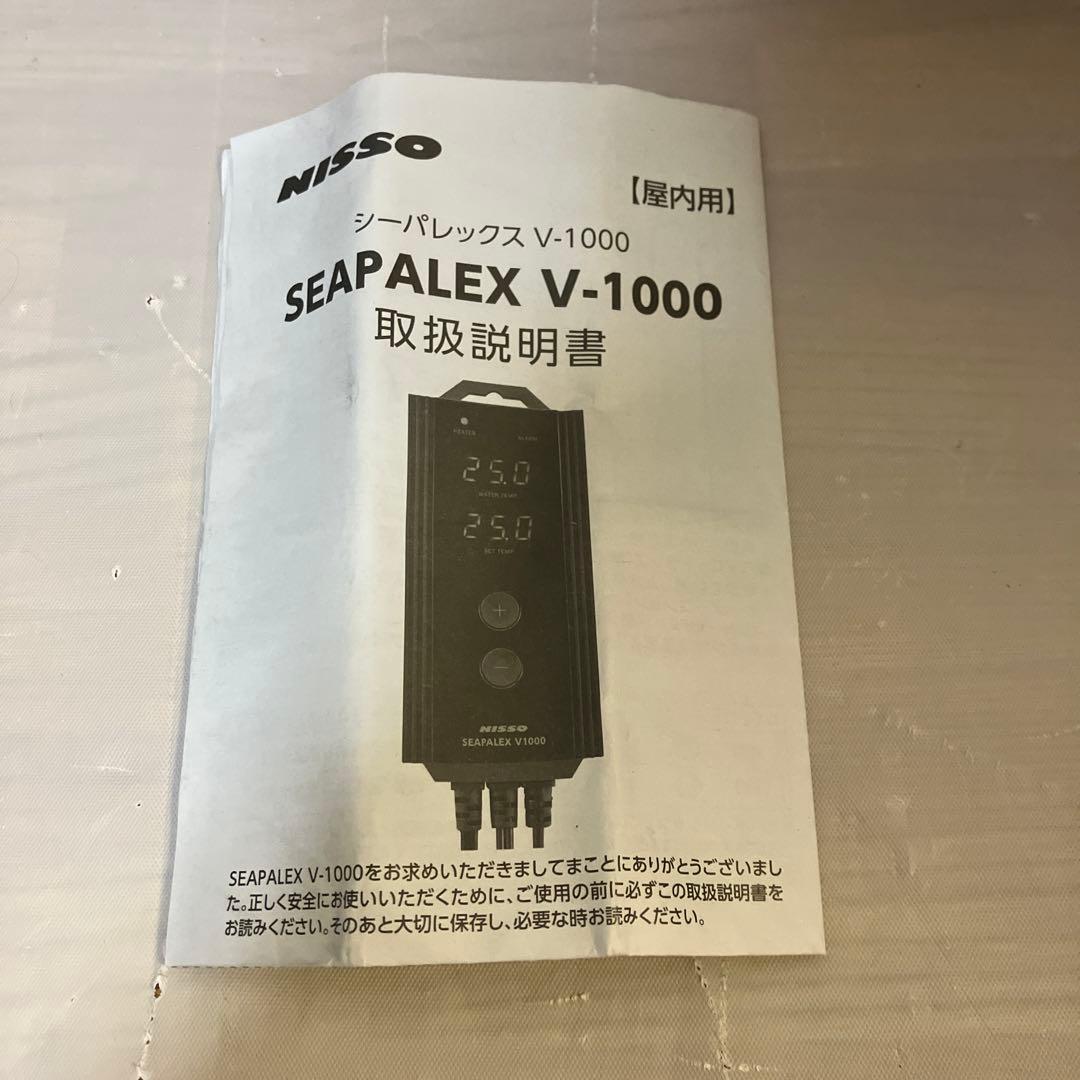 NISSO
【屋内用】
シーパレックス V-1000
SEAPALEX V-1000
取扱説明書
HEATER
ALARM
25.0
WATER TEMP
25.0
SET TEMP
+
−
NISSO
SEAPALEX V1000
SEAPALEX V-1000をお求めいただきましてまことにありがとうございまし
た。正しく安全にお使いいただくために、ご使用の前に必ずこの取扱説明書を
お読みください。そのあと大切に保存し、必要な時お読みください。